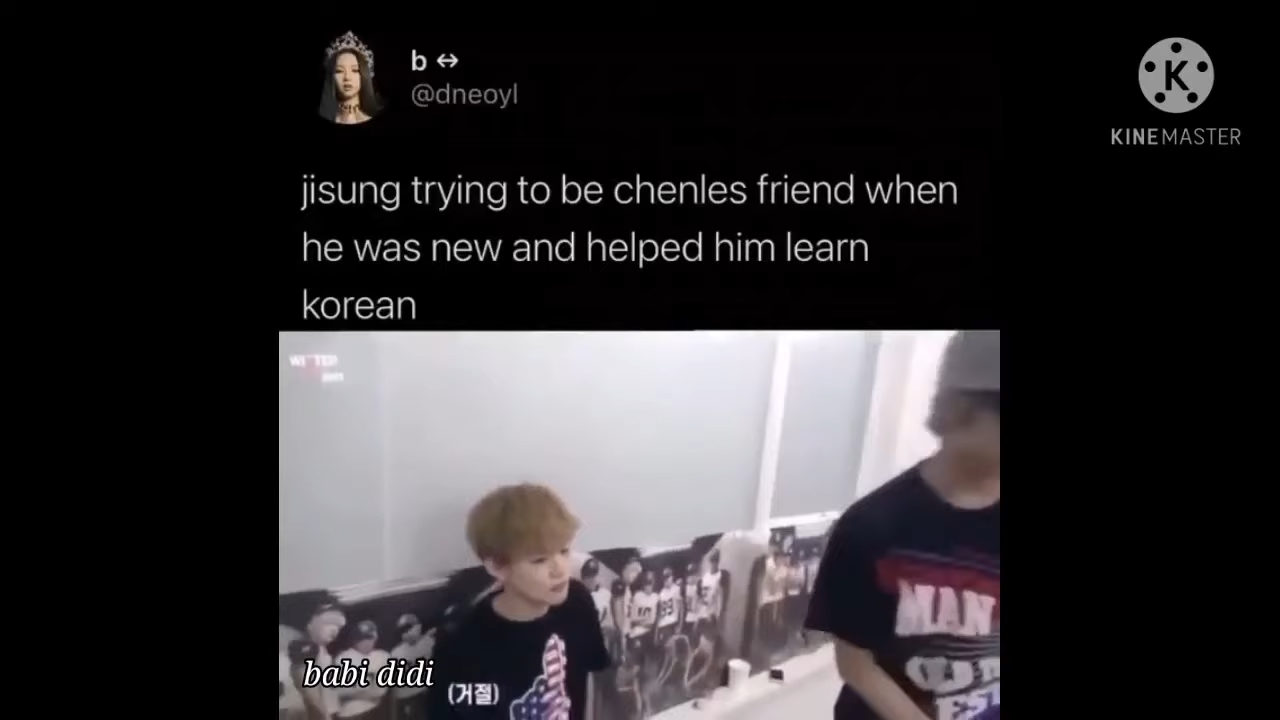 b ↔
@dneoyl
K
KINEMASTER
jisung trying to be chenles friend when
he was new and helped him learn
korean
babi didi
(거절)
MAN